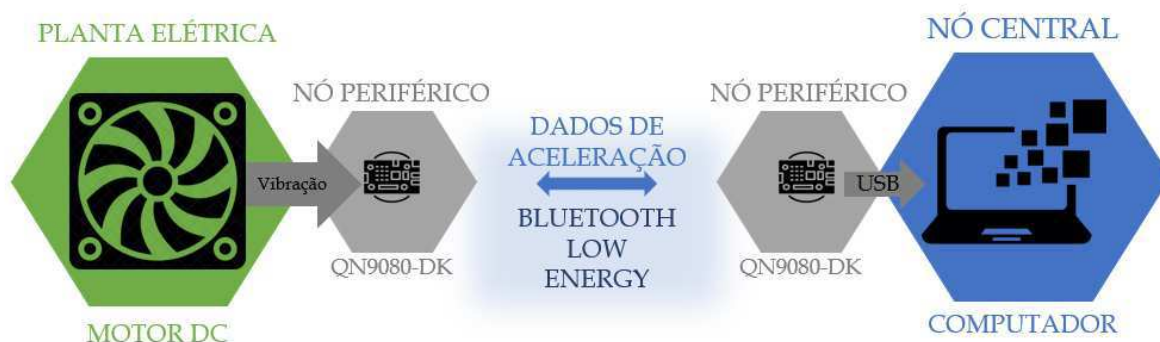 PLANTA ELÉTRICA
Vibração
MOTOR DC
NÓ PERIFÉRICO
QN9080-DK
DADOS DE
ACELERAÇÃO
BLUETOOTH
LOW
ENERGY
NÓ PERIFÉRICO
QN9080-DK
USB
NÓ CENTRAL
COMPUTADOR